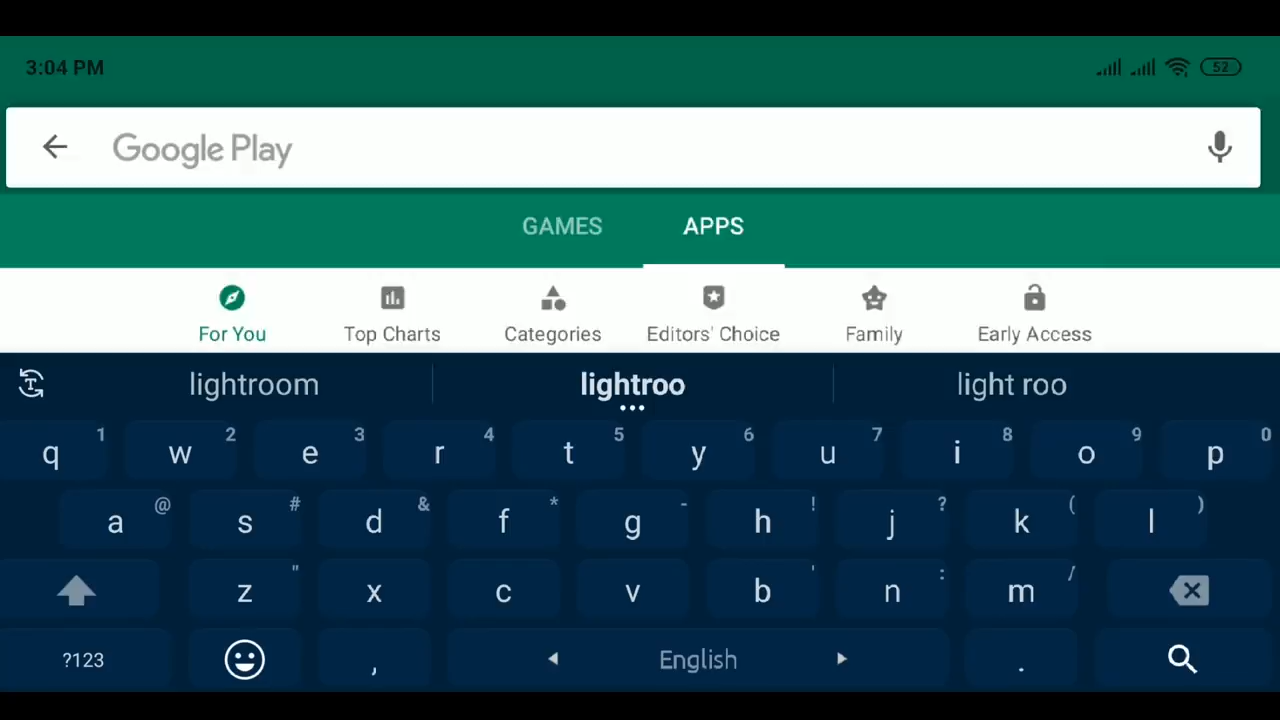 3:04 PM 52
Google Play
GAMES APPS
For You Top Charts Categories Editors' Choice Family Early Access
lightroom lightroo light roo
q 1 w 2 e 3 r 4 t 5 y 6 u 7 i 8 o 9 p 0
a @ s # d & f * g - h ! j ? k ( l )
z " x c v b ' n : m /
?123 , English .